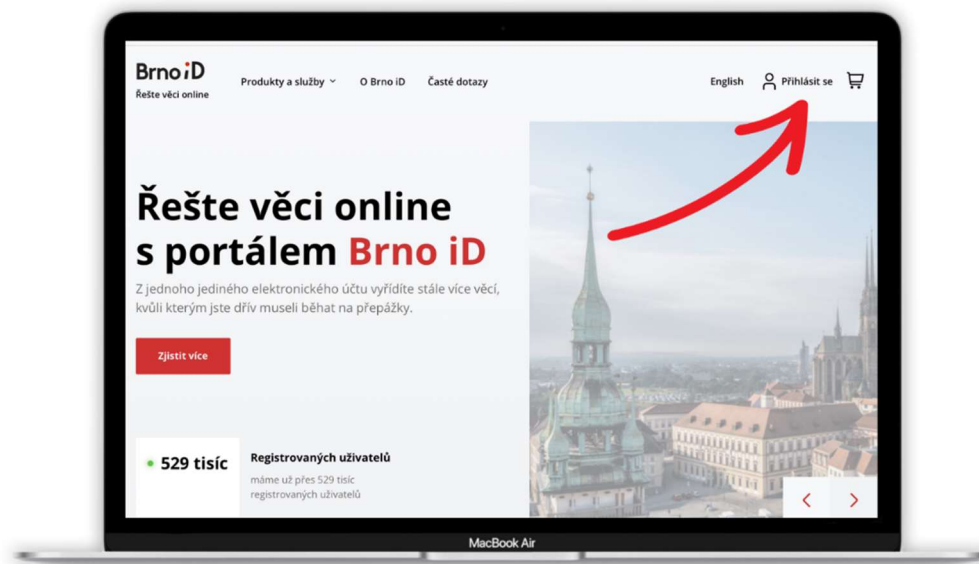 Brno iD
Řešte věci online
Produkty a služby
O Brno iD
Časté dotazy
English
Přihlásit se
Řešte věci online
s portálem Brno iD
Z jednoho jediného elektronického účtu vyřídíte stále více věcí,
kvůli kterým jste dřív museli běhat na přepážky.
Zjistit více
529 tisíc
Registrovaných uživatelů
máme už přes 529 tisíc
registrovaných uživatelů
MacBook Air